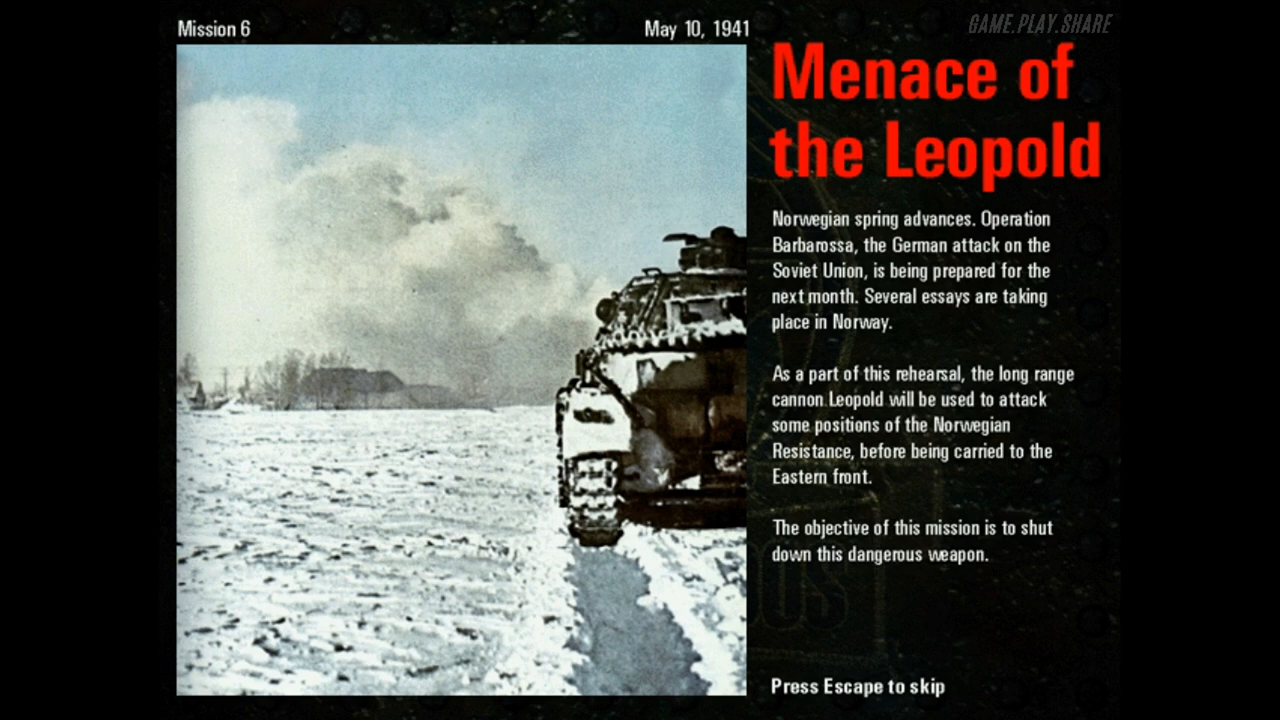 Mission 6
May 10, 1941
GAME.PLAY.SHARE
Menace of
the Leopold
Norwegian spring advances. Operation
Barbarossa, the German attack on the
Soviet Union, is being prepared for the
next month. Several essays are taking
place in Norway.
As a part of this rehearsal, the long range
cannon Leopold will be used to attack
some positions of the Norwegian
Resistance, before being carried to the
Eastern front.
The objective of this mission is to shut
down this dangerous weapon.
Press Escape to skip